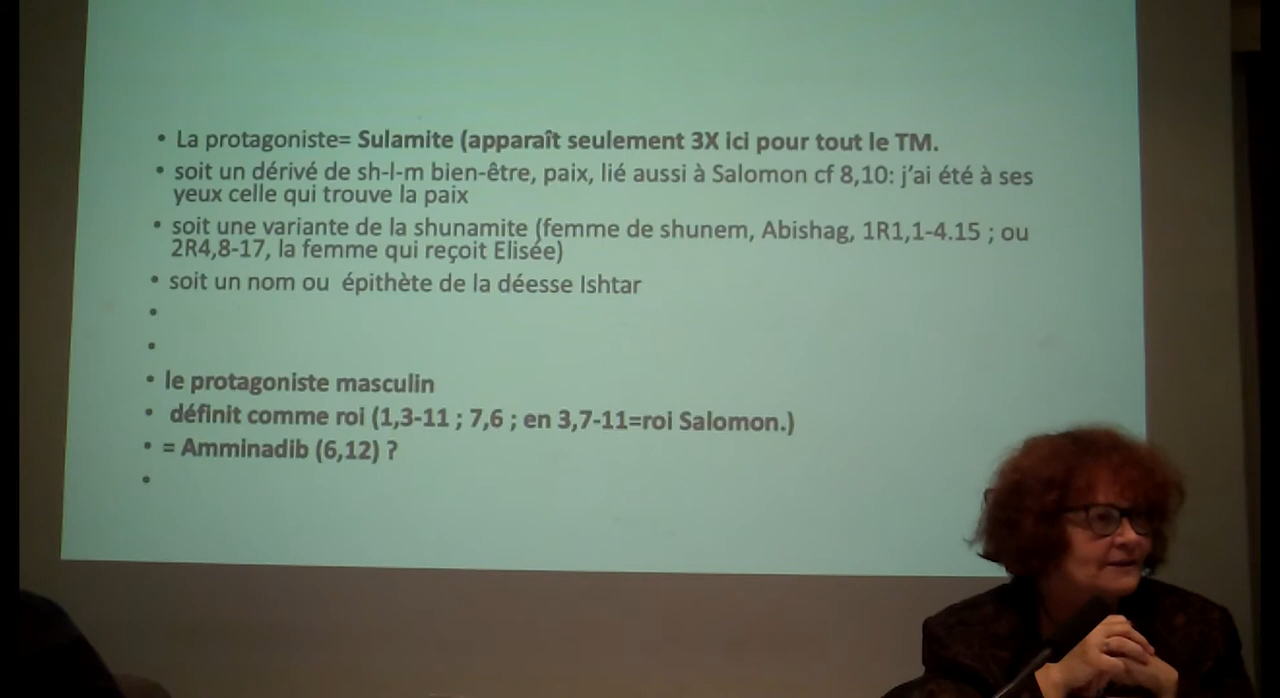 • La protagoniste= Sulamite (apparaît seulement 3X ici pour tout le TM.
• soit un dérivé de sh-l-m bien-être, paix, lié aussi à Salomon cf 8,10: j’ai été à ses
yeux celle qui trouve la paix
• soit une variante de la shunamite (femme de shunem, Abishag, 1R1,1-4.15 ; ou
2R4,8-17, la femme qui reçoit Elisée)
• soit un nom ou épithète de la déesse Ishtar
•
•
• le protagoniste masculin
• définit comme roi (1,3-11 ; 7,6 ; en 3,7-11=roi Salomon.)
• = Amminadib (6,12) ?
•